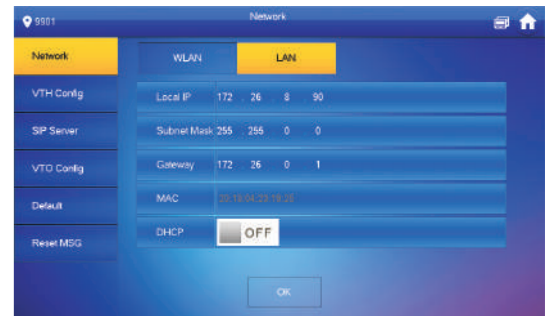 9901
Network
Network
WLAN LAN
VTH Config
Local IP 172 . 26 . 8 . 90
SIP Server
Subnet Mask 255 . 255 . 0 . 0
VTO Config
Gateway 172 . 26 . 0 . 1
Default
MAC
Reset MSG
DHCP OFF
OK